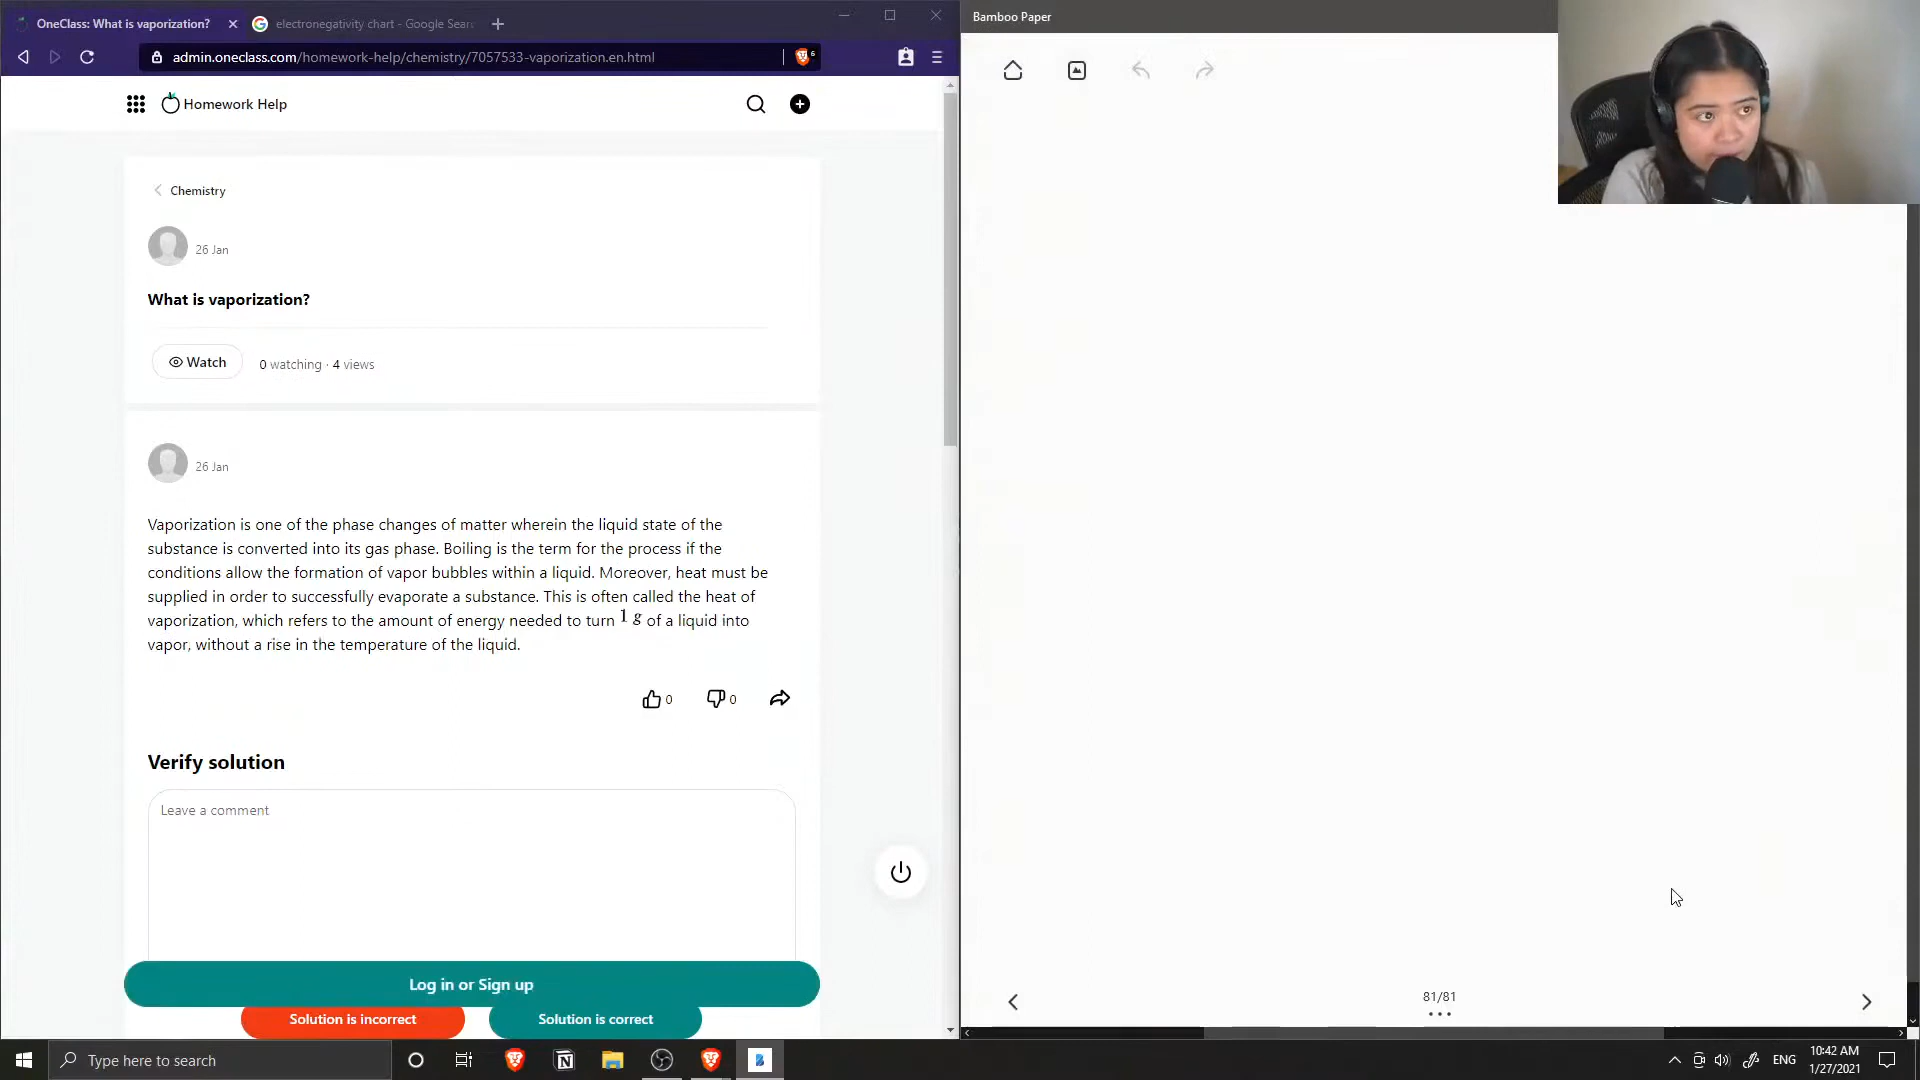 OneClass: What is vaporization?
electronegativity chart - Google Sear
Bamboo Paper
admin.oneclass.com/homework-help/chemistry/7057533-vaporization.en.html
6
Homework Help
Chemistry
26 Jan
What is vaporization?
Watch
0 watching · 4 views
26 Jan
Vaporization is one of the phase changes of matter wherein the liquid state of the
substance is converted into its gas phase. Boiling is the term for the process if the
conditions allow the formation of vapor bubbles within a liquid. Moreover, heat must be
supplied in order to successfully evaporate a substance. This is often called the heat of
vaporization, which refers to the amount of energy needed to turn 1 g of a liquid into
vapor, without a rise in the temperature of the liquid.
0
0
Verify solution
Leave a comment
Log in or Sign up
Solution is incorrect
Solution is correct
81/81
Type here to search
ENG
10:42 AM
1/27/2021